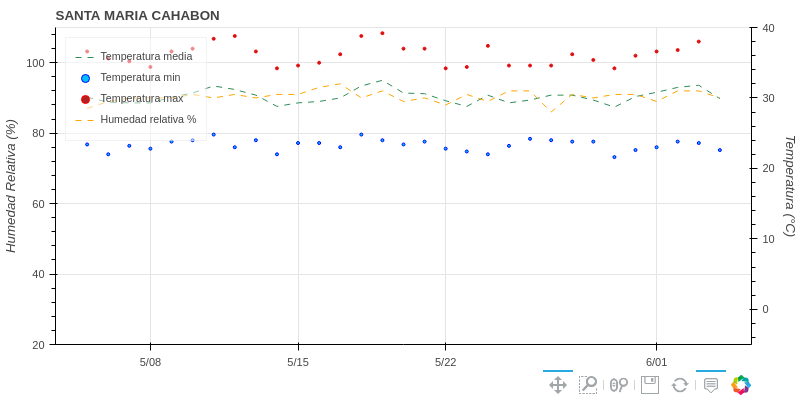 SANTA MARIA CAHABON
Temperatura media
Temperatura min
Temperatura max
Humedad relativa %
Humedad Relativa (%)
100
80
60
40
20
40
30
20
10
0
Temperatura (°C)
5/08
5/15
5/22
6/01